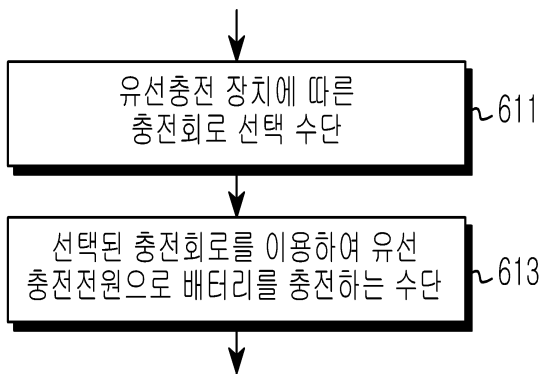 유선충전 장치에 따른
충전회로 선택 수단
611
선택된 충전회로를 이용하여 유선
충전전원으로 배터리를 충전하는 수단
613